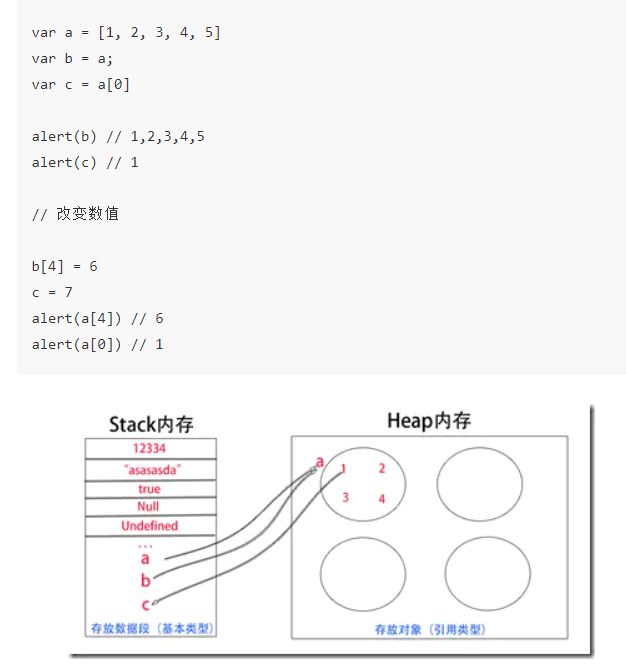 var a = [1, 2, 3, 4, 5]
var b = a;
var c = a[0]
alert(b) // 1,2,3,4,5
alert(c) // 1
// 改变数值
b[4] = 6
c = 7
alert(a[4]) // 6
alert(a[0]) // 1
Stack内存
12334
"asasasda"
true
Null
Undefined
...
a
b
c
存放数据段（基本类型）
Heap内存
a
1 2
3 4
存放对象（引用类型）